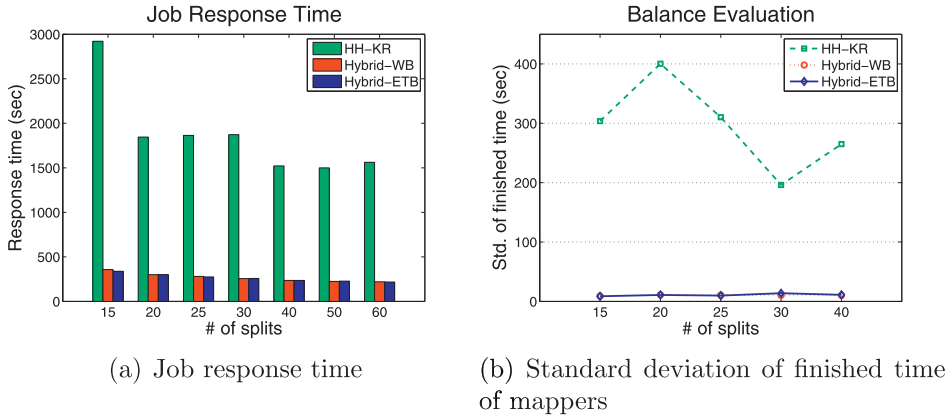 Job Response Time
Response time (sec)
3000
2500
2000
1500
1000
500
0
HH-KR
Hybrid-WB
Hybrid-ETB
15 20 25 30 40 50 60
# of splits
(a) Job response time
Balance Evaluation
Std. of finished time (sec)
400
300
200
100
0
HH-KR
Hybrid-WB
Hybrid-ETB
15 20 25 30 40
# of splits
(b) Standard deviation of finished time
of mappers